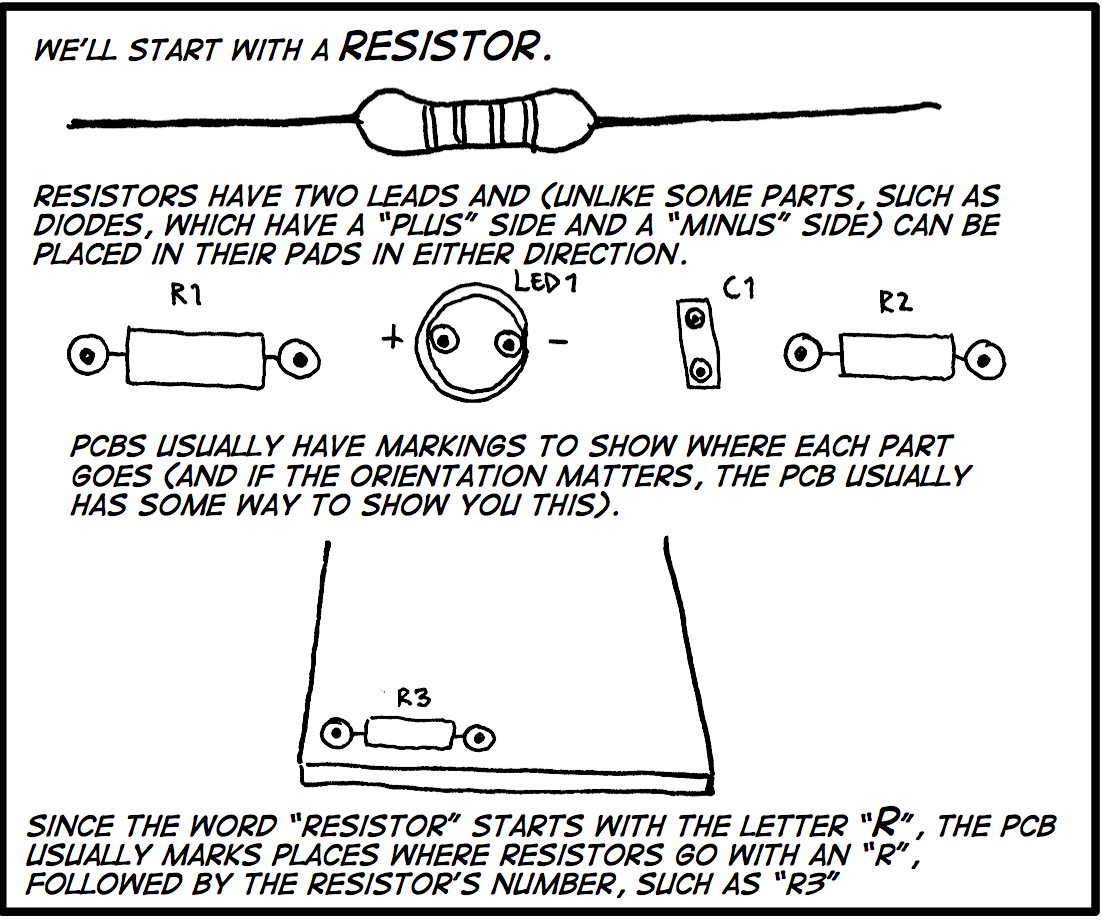 WE'LL START WITH A RESISTOR.
RESISTORS HAVE TWO LEADS AND (UNLIKE SOME PARTS, SUCH AS
DIODES, WHICH HAVE A "PLUS" SIDE AND A "MINUS" SIDE) CAN BE
PLACED IN THEIR PADS IN EITHER DIRECTION.
R1
LED1
C1
R2
+ -
PCBS USUALLY HAVE MARKINGS TO SHOW WHERE EACH PART
GOES (AND IF THE ORIENTATION MATTERS, THE PCB USUALLY
HAS SOME WAY TO SHOW YOU THIS).
R3
SINCE THE WORD "RESISTOR" STARTS WITH THE LETTER "R", THE PCB
USUALLY MARKS PLACES WHERE RESISTORS GO WITH AN "R",
FOLLOWED BY THE RESISTOR'S NUMBER, SUCH AS "R3"